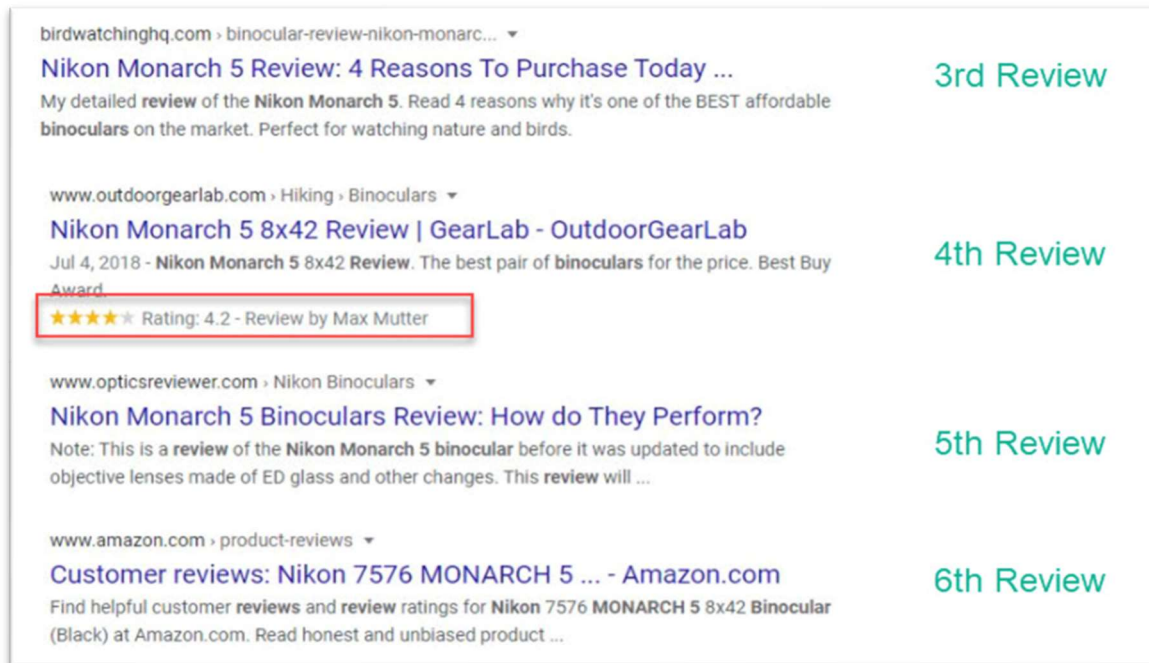 birdwatchinghq.com › binocular-review-nikon-monarc...
Nikon Monarch 5 Review: 4 Reasons To Purchase Today ...
3rd Review
My detailed review of the Nikon Monarch 5. Read 4 reasons why it's one of the BEST affordable
binoculars on the market. Perfect for watching nature and birds.
www.outdoorgearlab.com › Hiking › Binoculars
Nikon Monarch 5 8x42 Review | GearLab - OutdoorGearLab
4th Review
Jul 4, 2018 - Nikon Monarch 5 8x42 Review. The best pair of binoculars for the price. Best Buy
Award.
★★★★★ Rating: 4.2 - Review by Max Mutter
www.opticsreviewer.com › Nikon Binoculars
Nikon Monarch 5 Binoculars Review: How do They Perform?
5th Review
Note: This is a review of the Nikon Monarch 5 binocular before it was updated to include
objective lenses made of ED glass and other changes. This review will ...
www.amazon.com › product-reviews
Customer reviews: Nikon 7576 MONARCH 5 ... - Amazon.com
6th Review
Find helpful customer reviews and review ratings for Nikon 7576 MONARCH 5 8x42 Binocular
(Black) at Amazon.com. Read honest and unbiased product ...